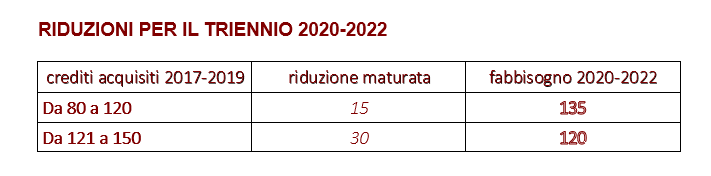 RIDUZIONI PER IL TRIENNIO 2020-2022
crediti acquisiti 2017-2019 riduzione maturata fabbisogno 2020-2022
Da 80 a 120 15 135
Da 121 a 150 30 120